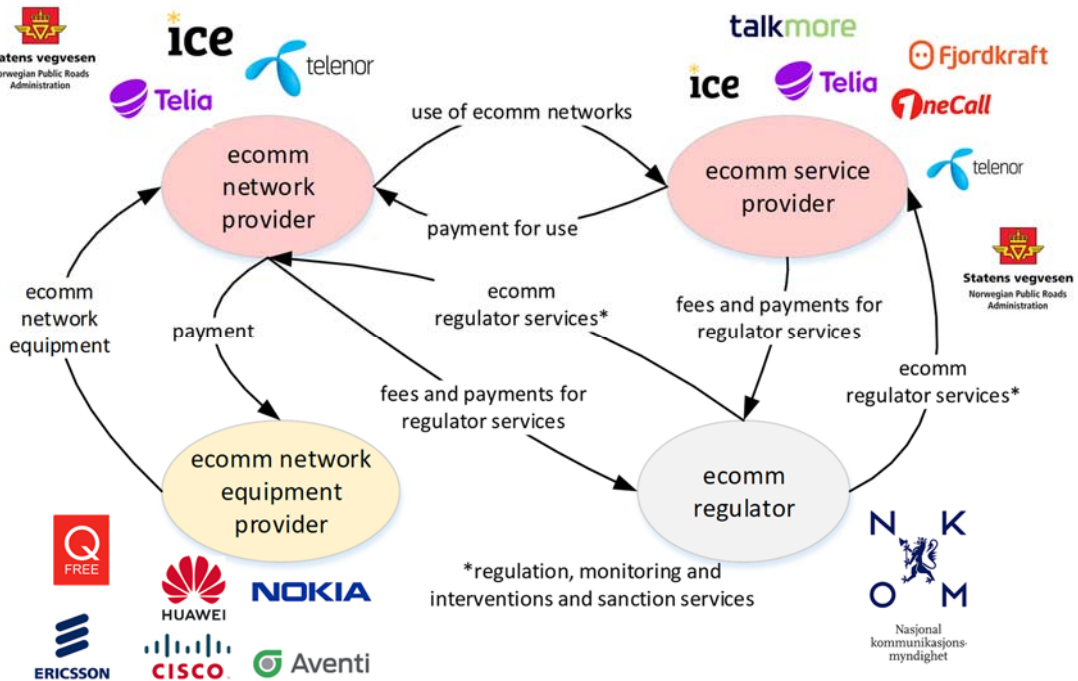 talkmore
ice
telenor
Telia
Statens vegvesen
Norwegian Public Roads
Administration
ice
Telia
Fjordkraft
OneCall
telenor
use of ecomm networks
ecomm
network
provider
ecomm service
provider
payment for use
Statens vegvesen
Norwegian Public Roads
Administration
ecomm
network
equipment
payment
ecomm
regulator services*
fees and payments for
regulator services
ecomm
regulator services*
fees and payments for
regulator services
ecomm network
equipment
provider
ecomm
regulator
*regulation, monitoring and
interventions and sanction services
Q
FREE
HUAWEI
NOKIA
ERICSSON
CISCO
Aventi
N K
O M
Nasjonal
kommunikasjons-
myndighet